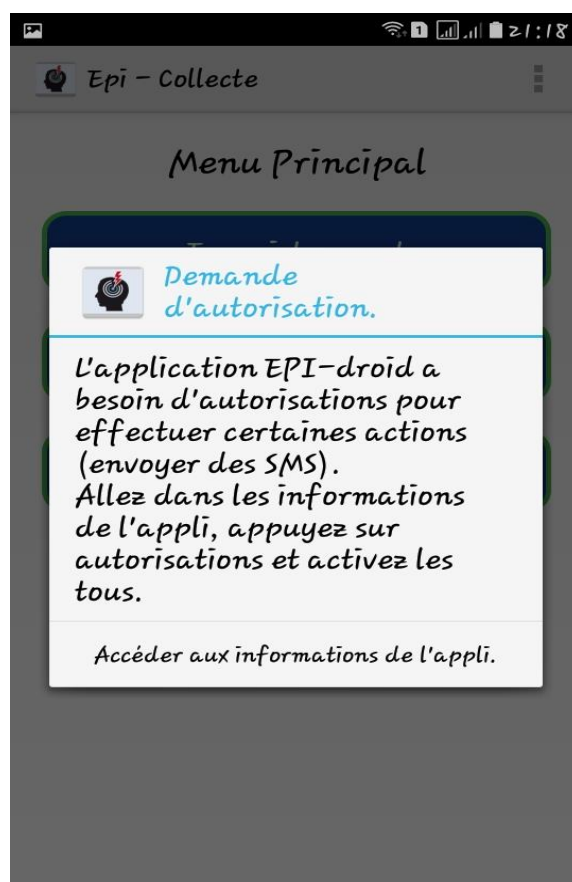 1
21:18
Epi - Collecte
Menu Principal
Demande
d'autorisation.
L'application EPI-droid a
besoin d'autorisations pour
effectuer certaines actions
(envoyer des SMS).
Allez dans les informations
de l'appli, appuyez sur
autorisations et activez les
tous.
Accéder aux informations de l'appli.